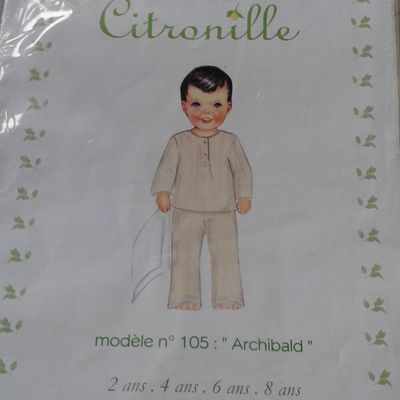 Citronille
modèle n° 105 : " Archibald "
2 ans . 4 ans . 6 ans . 8 ans